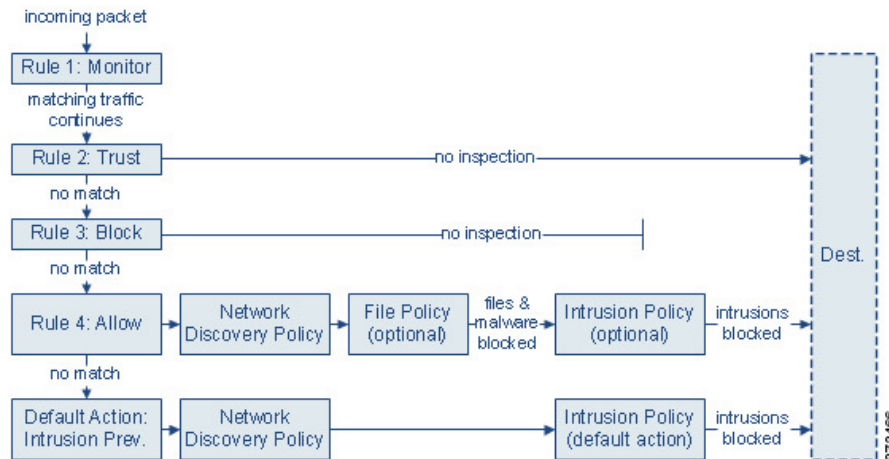 incoming packet
Rule 1: Monitor
matching traffic
continues
Rule 2: Trust
no inspection
no match
Rule 3: Block
no inspection
no match
Rule 4: Allow
Network
Discovery Policy
File Policy
(optional)
files &
malware
blocked
Intrusion Policy
(optional)
intrusions
blocked
no match
Default Action:
Intrusion Prev.
Network
Discovery Policy
Intrusion Policy
(default action)
intrusions
blocked
Dest.